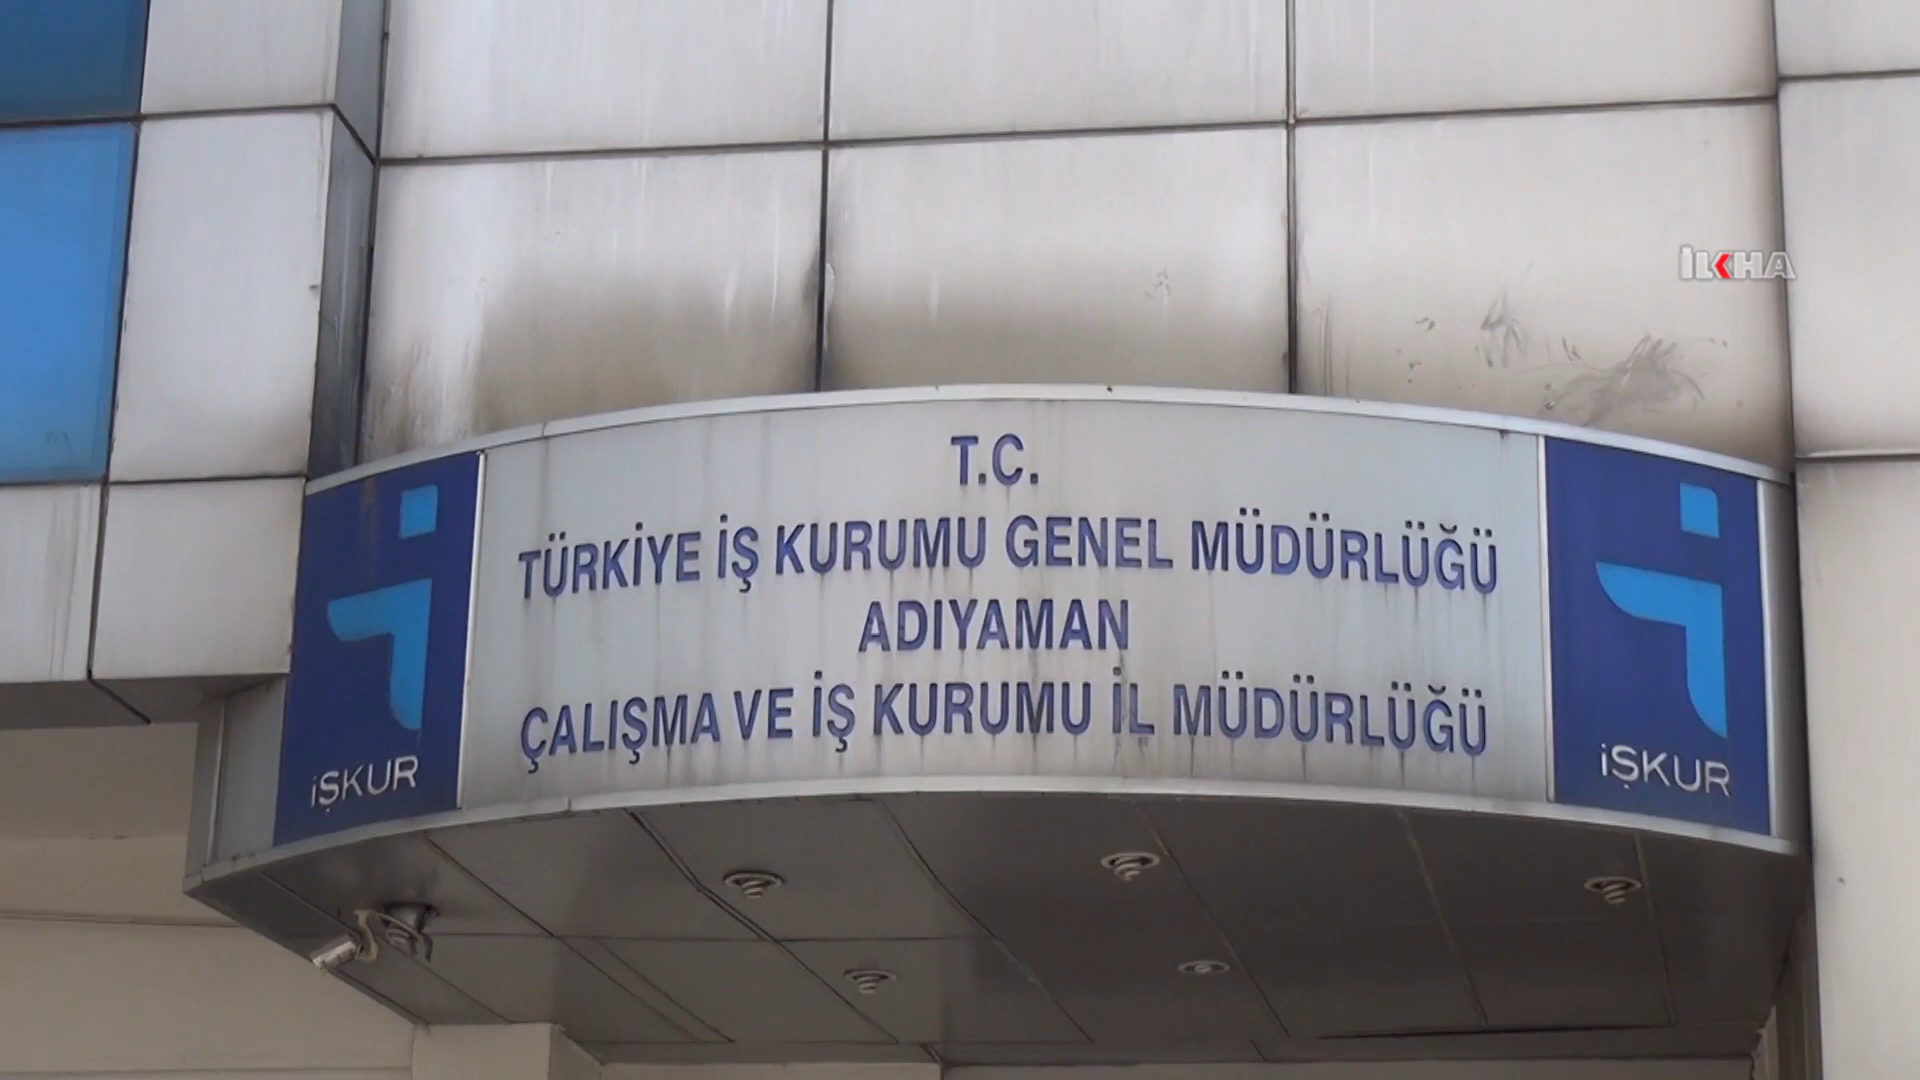 İLKHA
T.C.
TÜRKİYE İŞ KURUMU GENEL MÜDÜRLÜĞÜ
ADIYAMAN
ÇALIŞMA VE İŞ KURUMU İL MÜDÜRLÜĞÜ
İŞKUR
İŞKUR